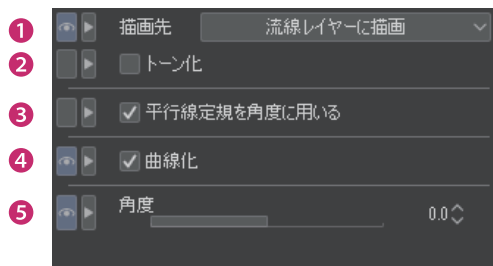 1 描画先 流線レイヤーに描画
2 トーン化
3 平行線定規を角度に用いる
4 曲線化
5 角度 0.0